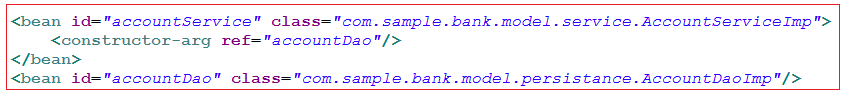 <bean id="accountService" class="com.sample.bank.model.service.AccountServiceImp">
    <constructor-arg ref="accountDao"/>
</bean>
<bean id="accountDao" class="com.sample.bank.model.persistance.AccountDaoImp"/>